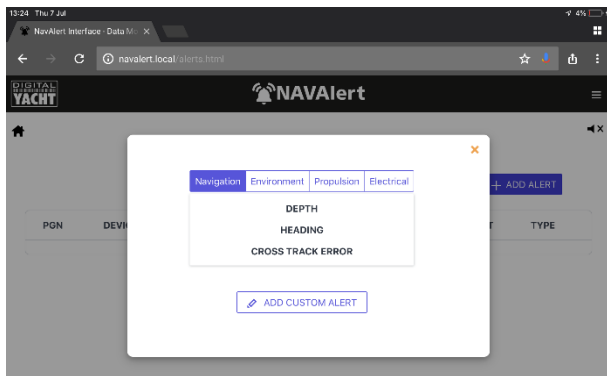 13:24 Thu 7 Jul
4%
NavAlert Interface - Data M
navalert.local/alerts.html
DIGITAL
YACHT
NAVAlert
Navigation Environment Propulsion Electrical
+ ADD ALERT
DEPTH
PGN TYPE
HEADING
CROSS TRACK ERROR
ADD CUSTOM ALERT